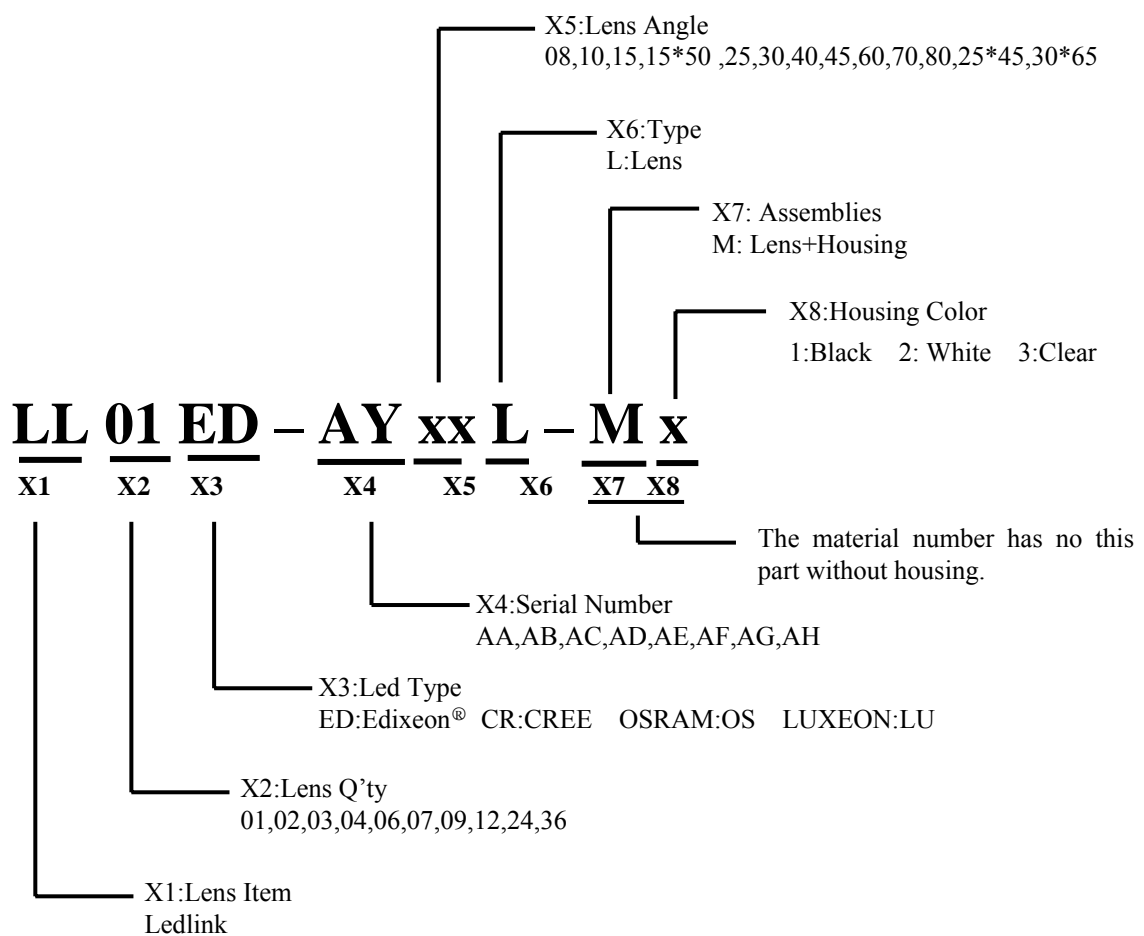 X5:Lens Angle
08,10,15,15*50 ,25,30,40,45,60,70,80,25*45,30*65
X6:Type
L:Lens
X7: Assemblies
M: Lens+Housing
X8:Housing Color
1:Black 2: White 3:Clear
LL 01 ED – AY xx L – M x
X1 X2 X3 X4 X5 X6 X7 X8
The material number has no this
part without housing.
X4:Serial Number
AA,AB,AC,AD,AE,AF,AG,AH
X3:Led Type
ED:Edixeon® CR:CREE OSRAM:OS LUXEON:LU
X2:Lens Q’ty
01,02,03,04,06,07,09,12,24,36
X1:Lens Item
Ledlink